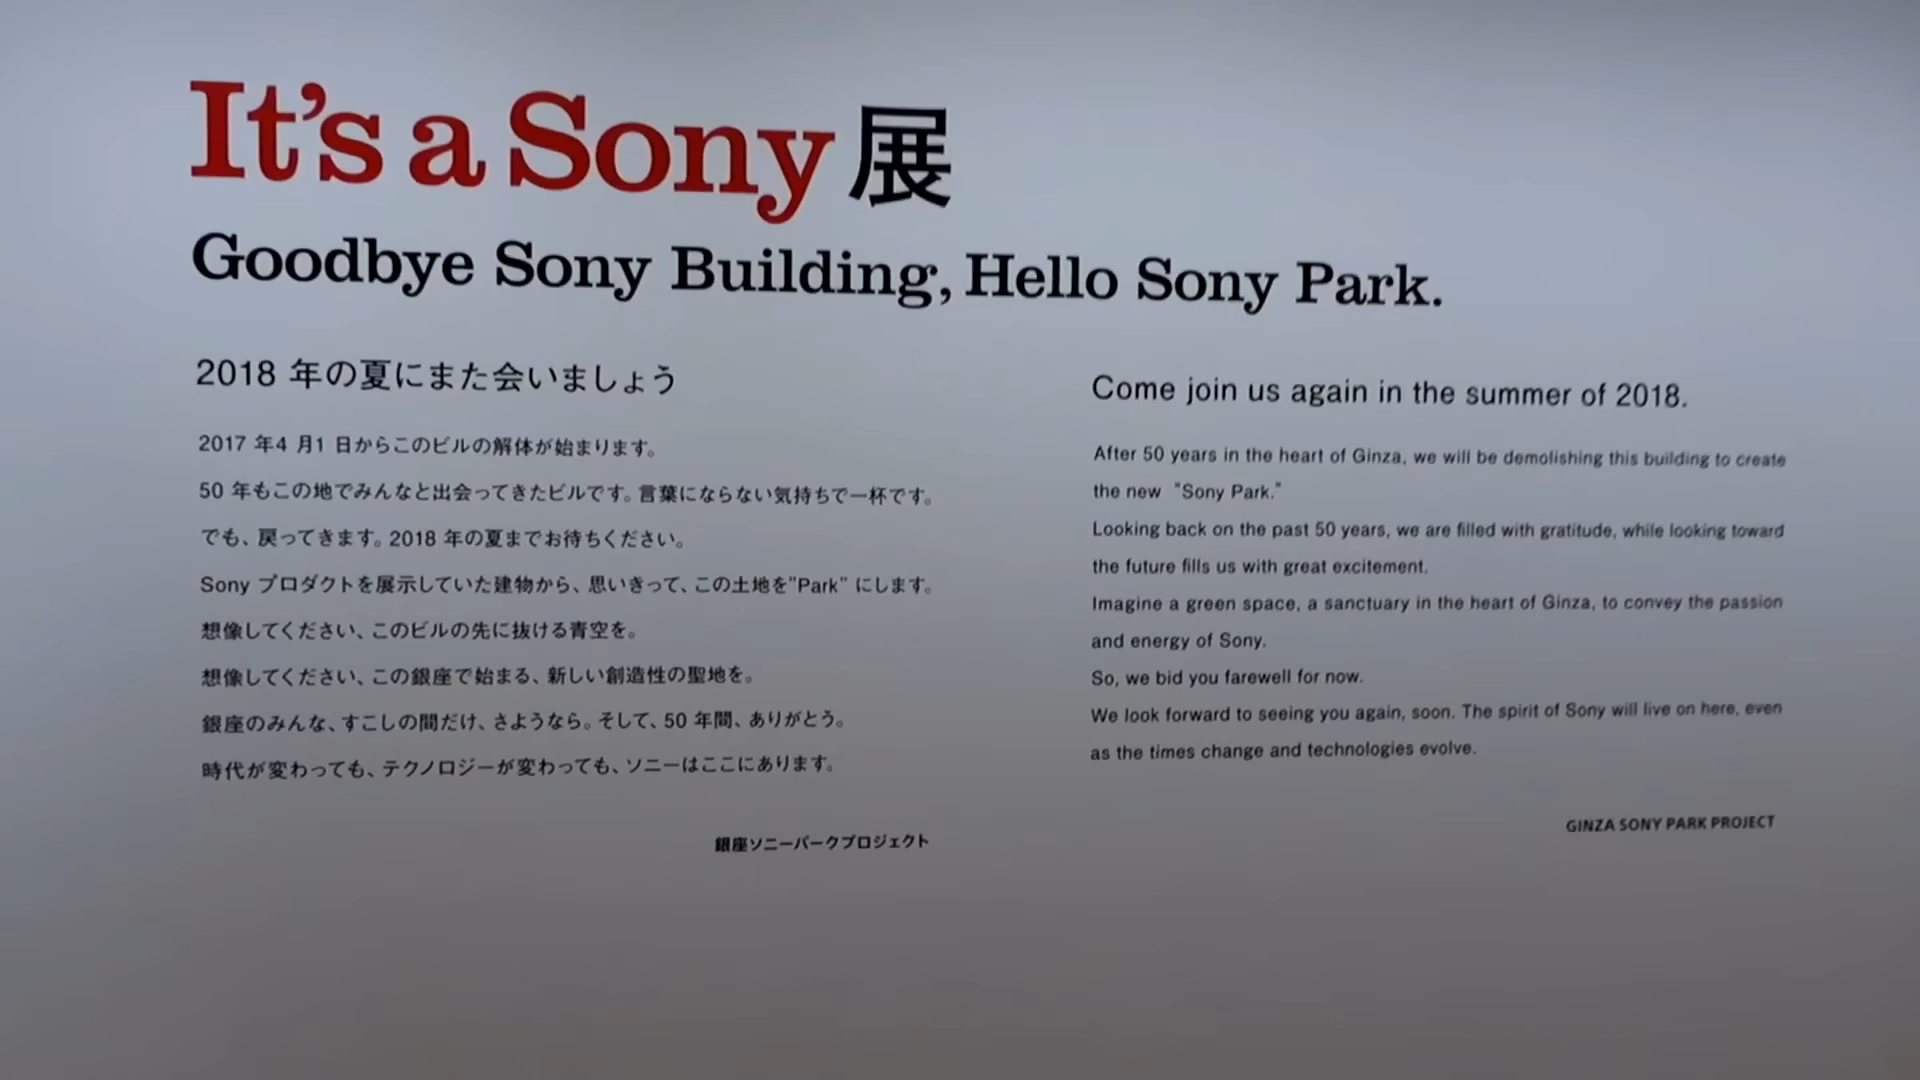 It's a Sony 展
Goodbye Sony Building, Hello Sony Park.
2018 年の夏にまた会いましょう
2017 年4 月1 日からこのビルの解体が始まります。
50 年もこの地でみんなと出会ってきたビルです。言葉にならない気持ちで一杯です。
でも、戻ってきます。2018 年の夏までお待ちください。
Sony プロダクトを展示していた建物から、思いきって、この土地を"Park" にします。
想像してください、このビルの先に抜ける青空を。
想像してください、この銀座で始まる、新しい創造性の聖地を。
銀座のみんな、すこしの間だけ、さようなら。そして、50 年間、ありがとう。
時代が変わっても、テクノロジーが変わっても、ソニーはここにあります。
銀座ソニーパークプロジェクト
Come join us again in the summer of 2018.
After 50 years in the heart of Ginza, we will be demolishing this building to create
the new “Sony Park.”
Looking back on the past 50 years, we are filled with gratitude, while looking toward
the future fills us with great excitement.
Imagine a green space, a sanctuary in the heart of Ginza, to convey the passion
and energy of Sony.
So, we bid you farewell for now.
We look forward to seeing you again, soon. The spirit of Sony will live on here, even
as the times change and technologies evolve.
GINZA SONY PARK PROJECT